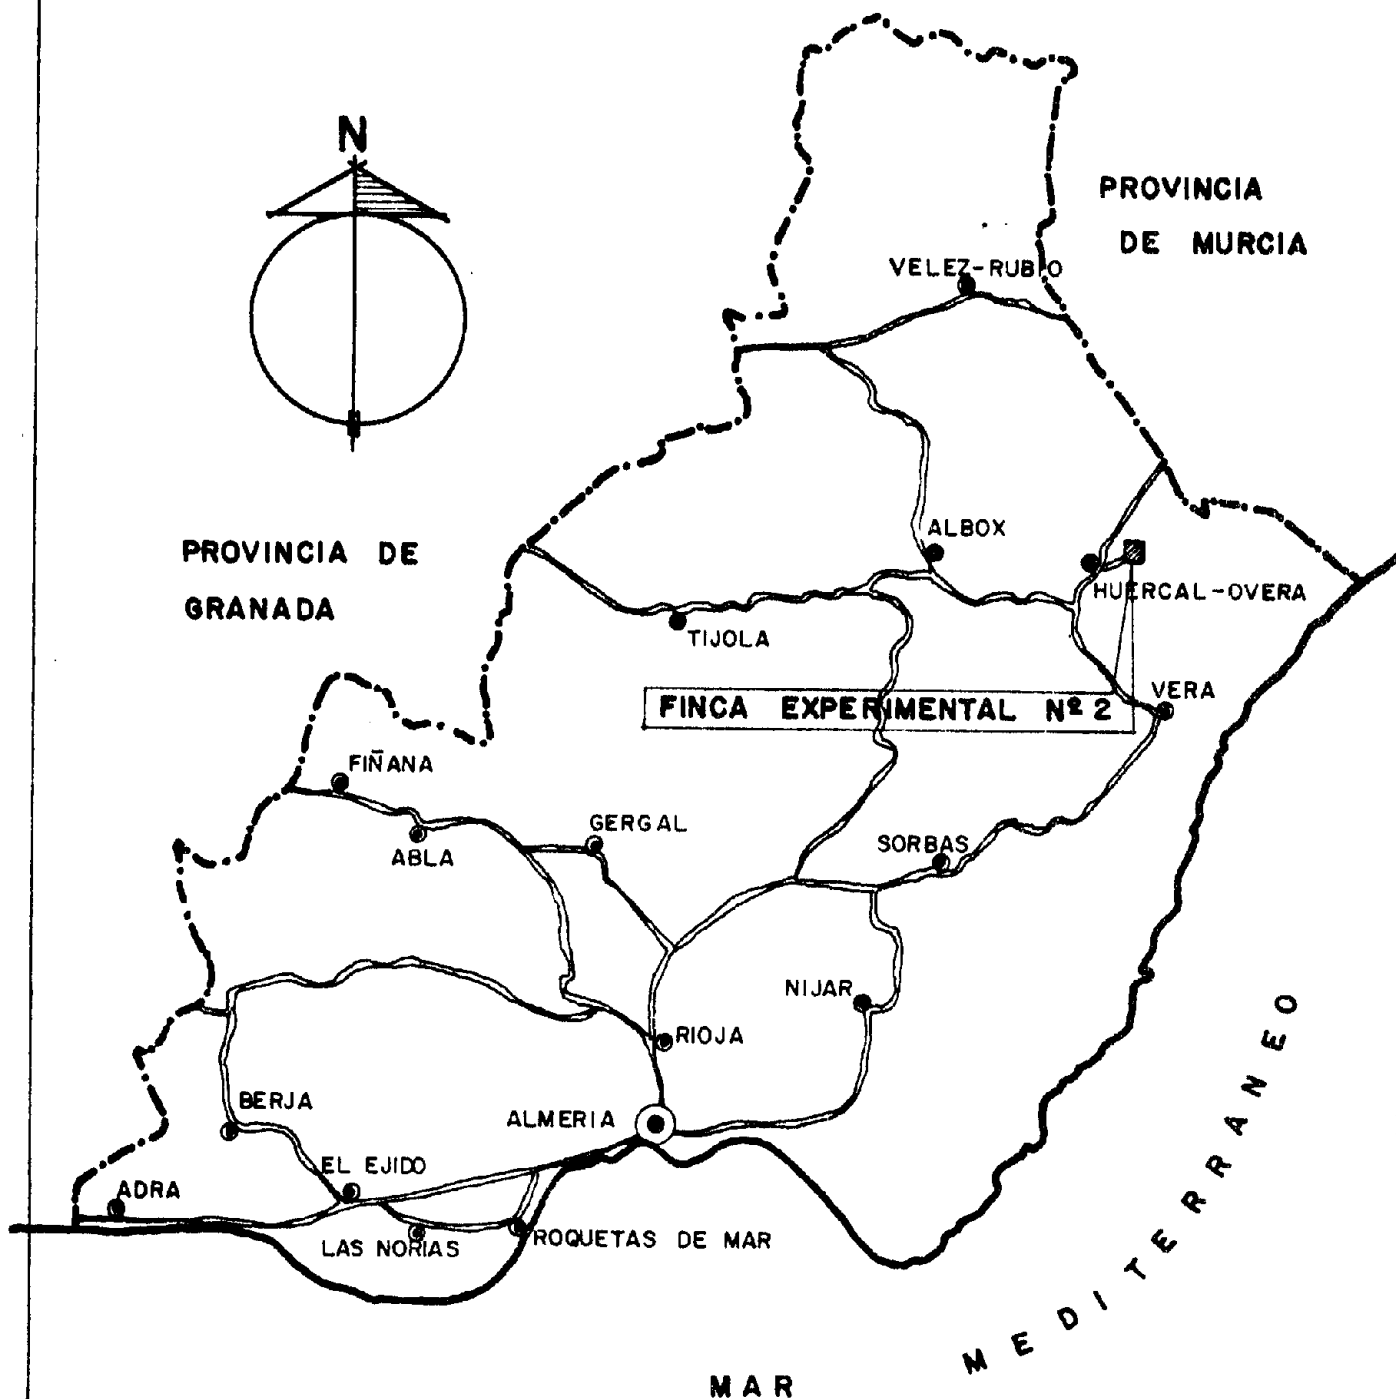 N
PROVINCIA
DE MURCIA
VELEZ-RUBIO
PROVINCIA DE
GRANADA
ALBOX
HUERCAL-OVERA
TIJOLA
VERA
FINCA EXPERIMENTAL Nº 2
FIÑANA
GERGAL
ABLA
SORBAS
NIJAR
RIOJA
BERJA
ALMERIA
EL EJIDO
ADRA
LAS NORIAS
ROQUETAS DE MAR
MAR MEDITERRANEO